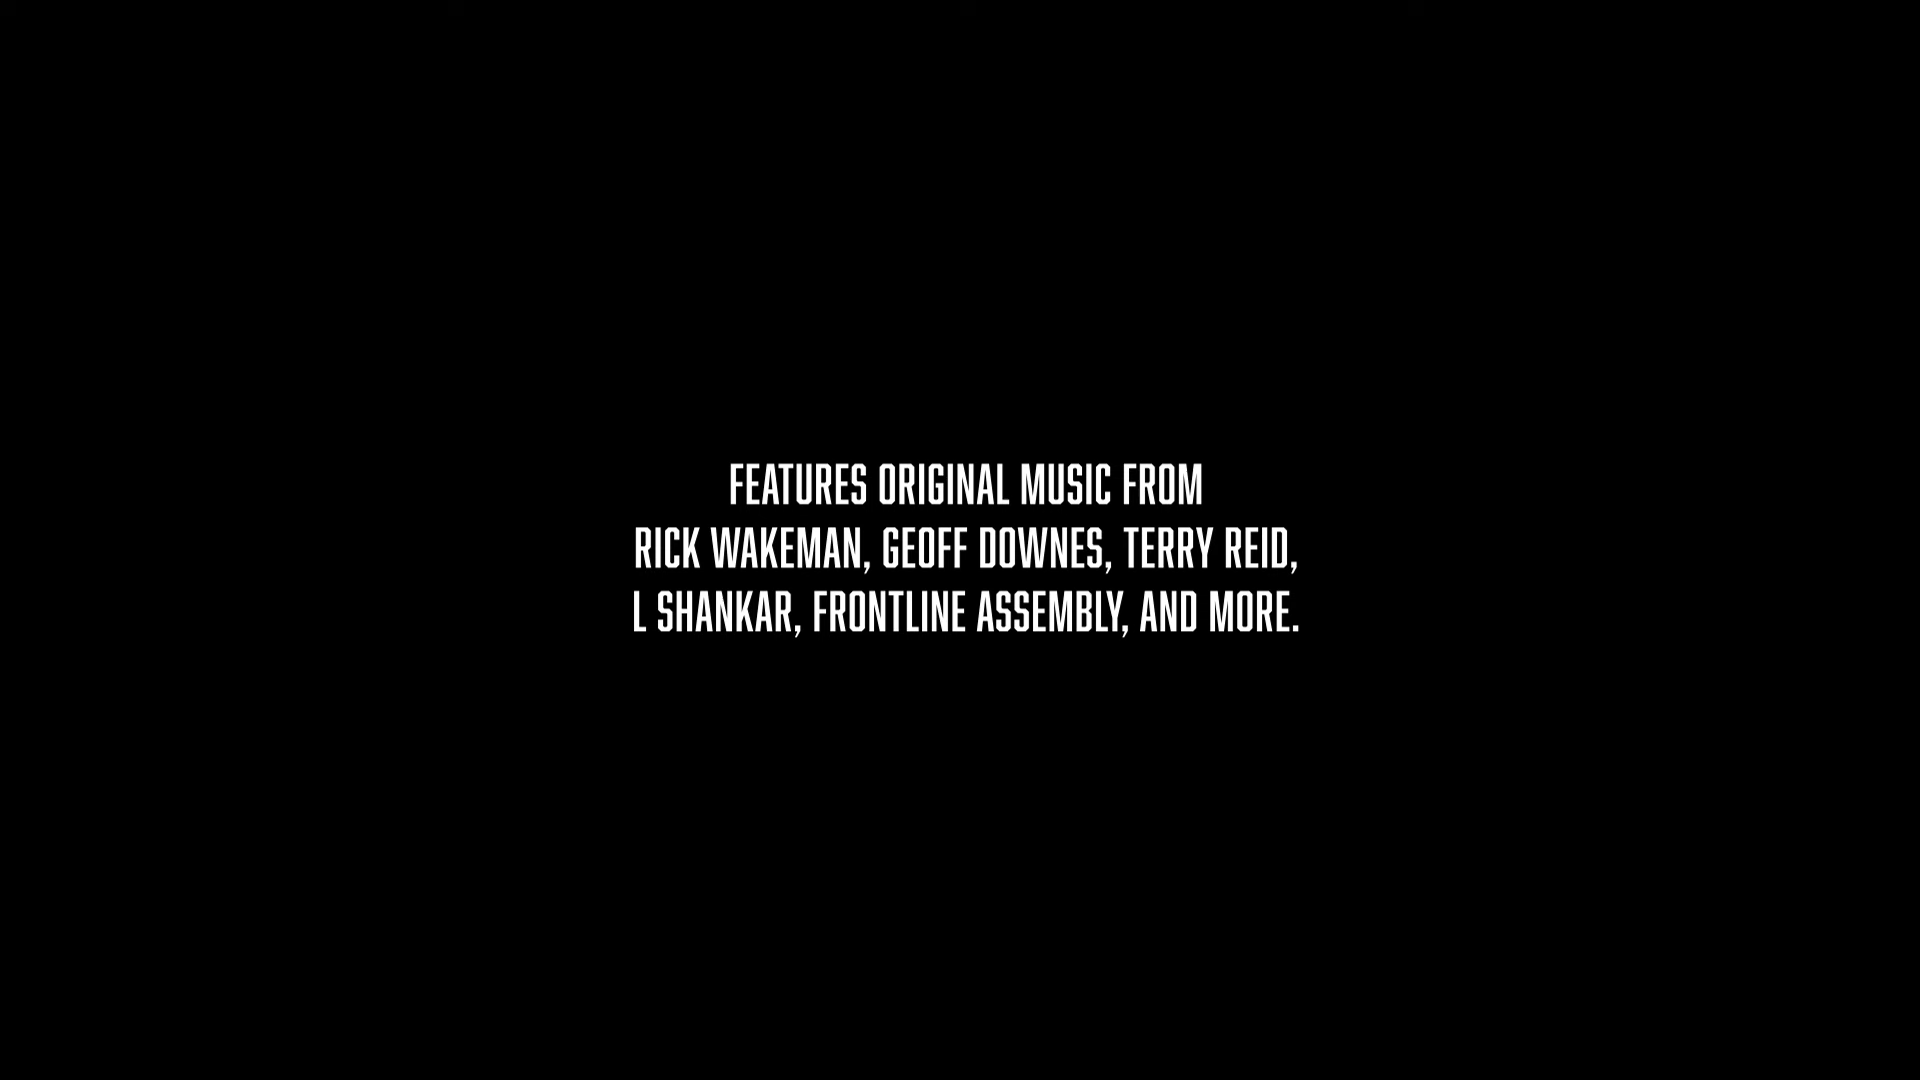 FEATURES ORIGINAL MUSIC FROM
RICK WAKEMAN, GEOFF DOWNES, TERRY REID,
L SHANKAR, FRONTLINE ASSEMBLY, AND MORE.